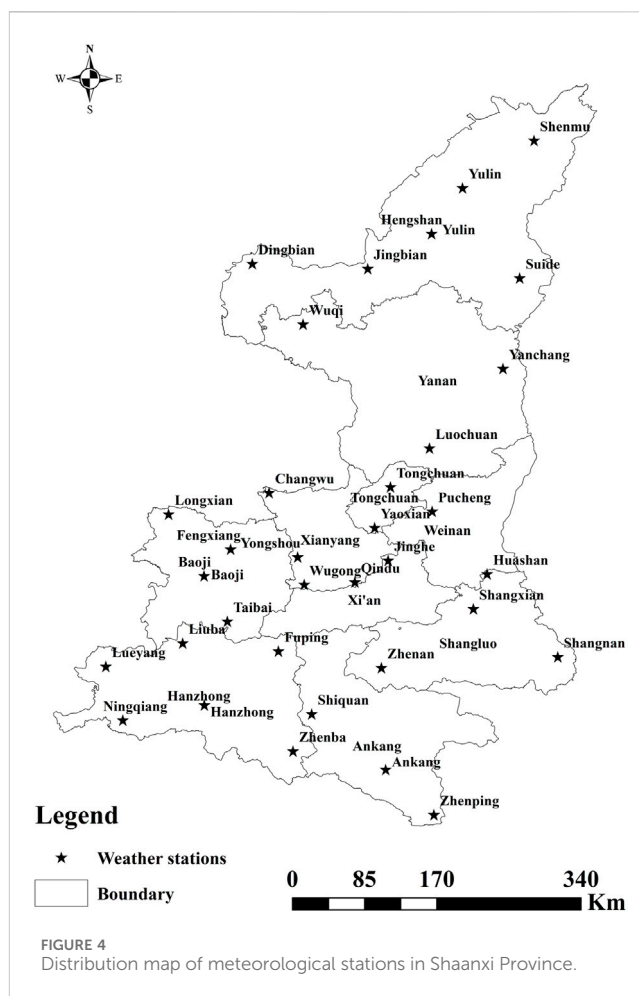 N
W E
S
Shenmu
Yulin
Hengshan
Yulin
Dingbian
Jingbian
Suide
Wuqi
Yanchang
Yanan
Luochuan
Changwu
Tongchuan
Longxian
Tongchuan
Pucheng
Yaoxian
Weinan
Fengxiang
Yongshou
Xianyang
Jinghe
Baoji
Baoji
Wugong
Qindu
Huashan
Xi'an
Shangxian
Taibai
Liuba
Fuping
Shangluo
Shangnan
Lueyang
Zhenan
Hanzhong
Hanzhong
Shiquan
Ningqiang
Zhenba
Ankang
Ankang
Zhenping
Legend
Weather stations
Boundary
0 85 170 340
Km
FIGURE 4
Distribution map of meteorological stations in Shaanxi Province.